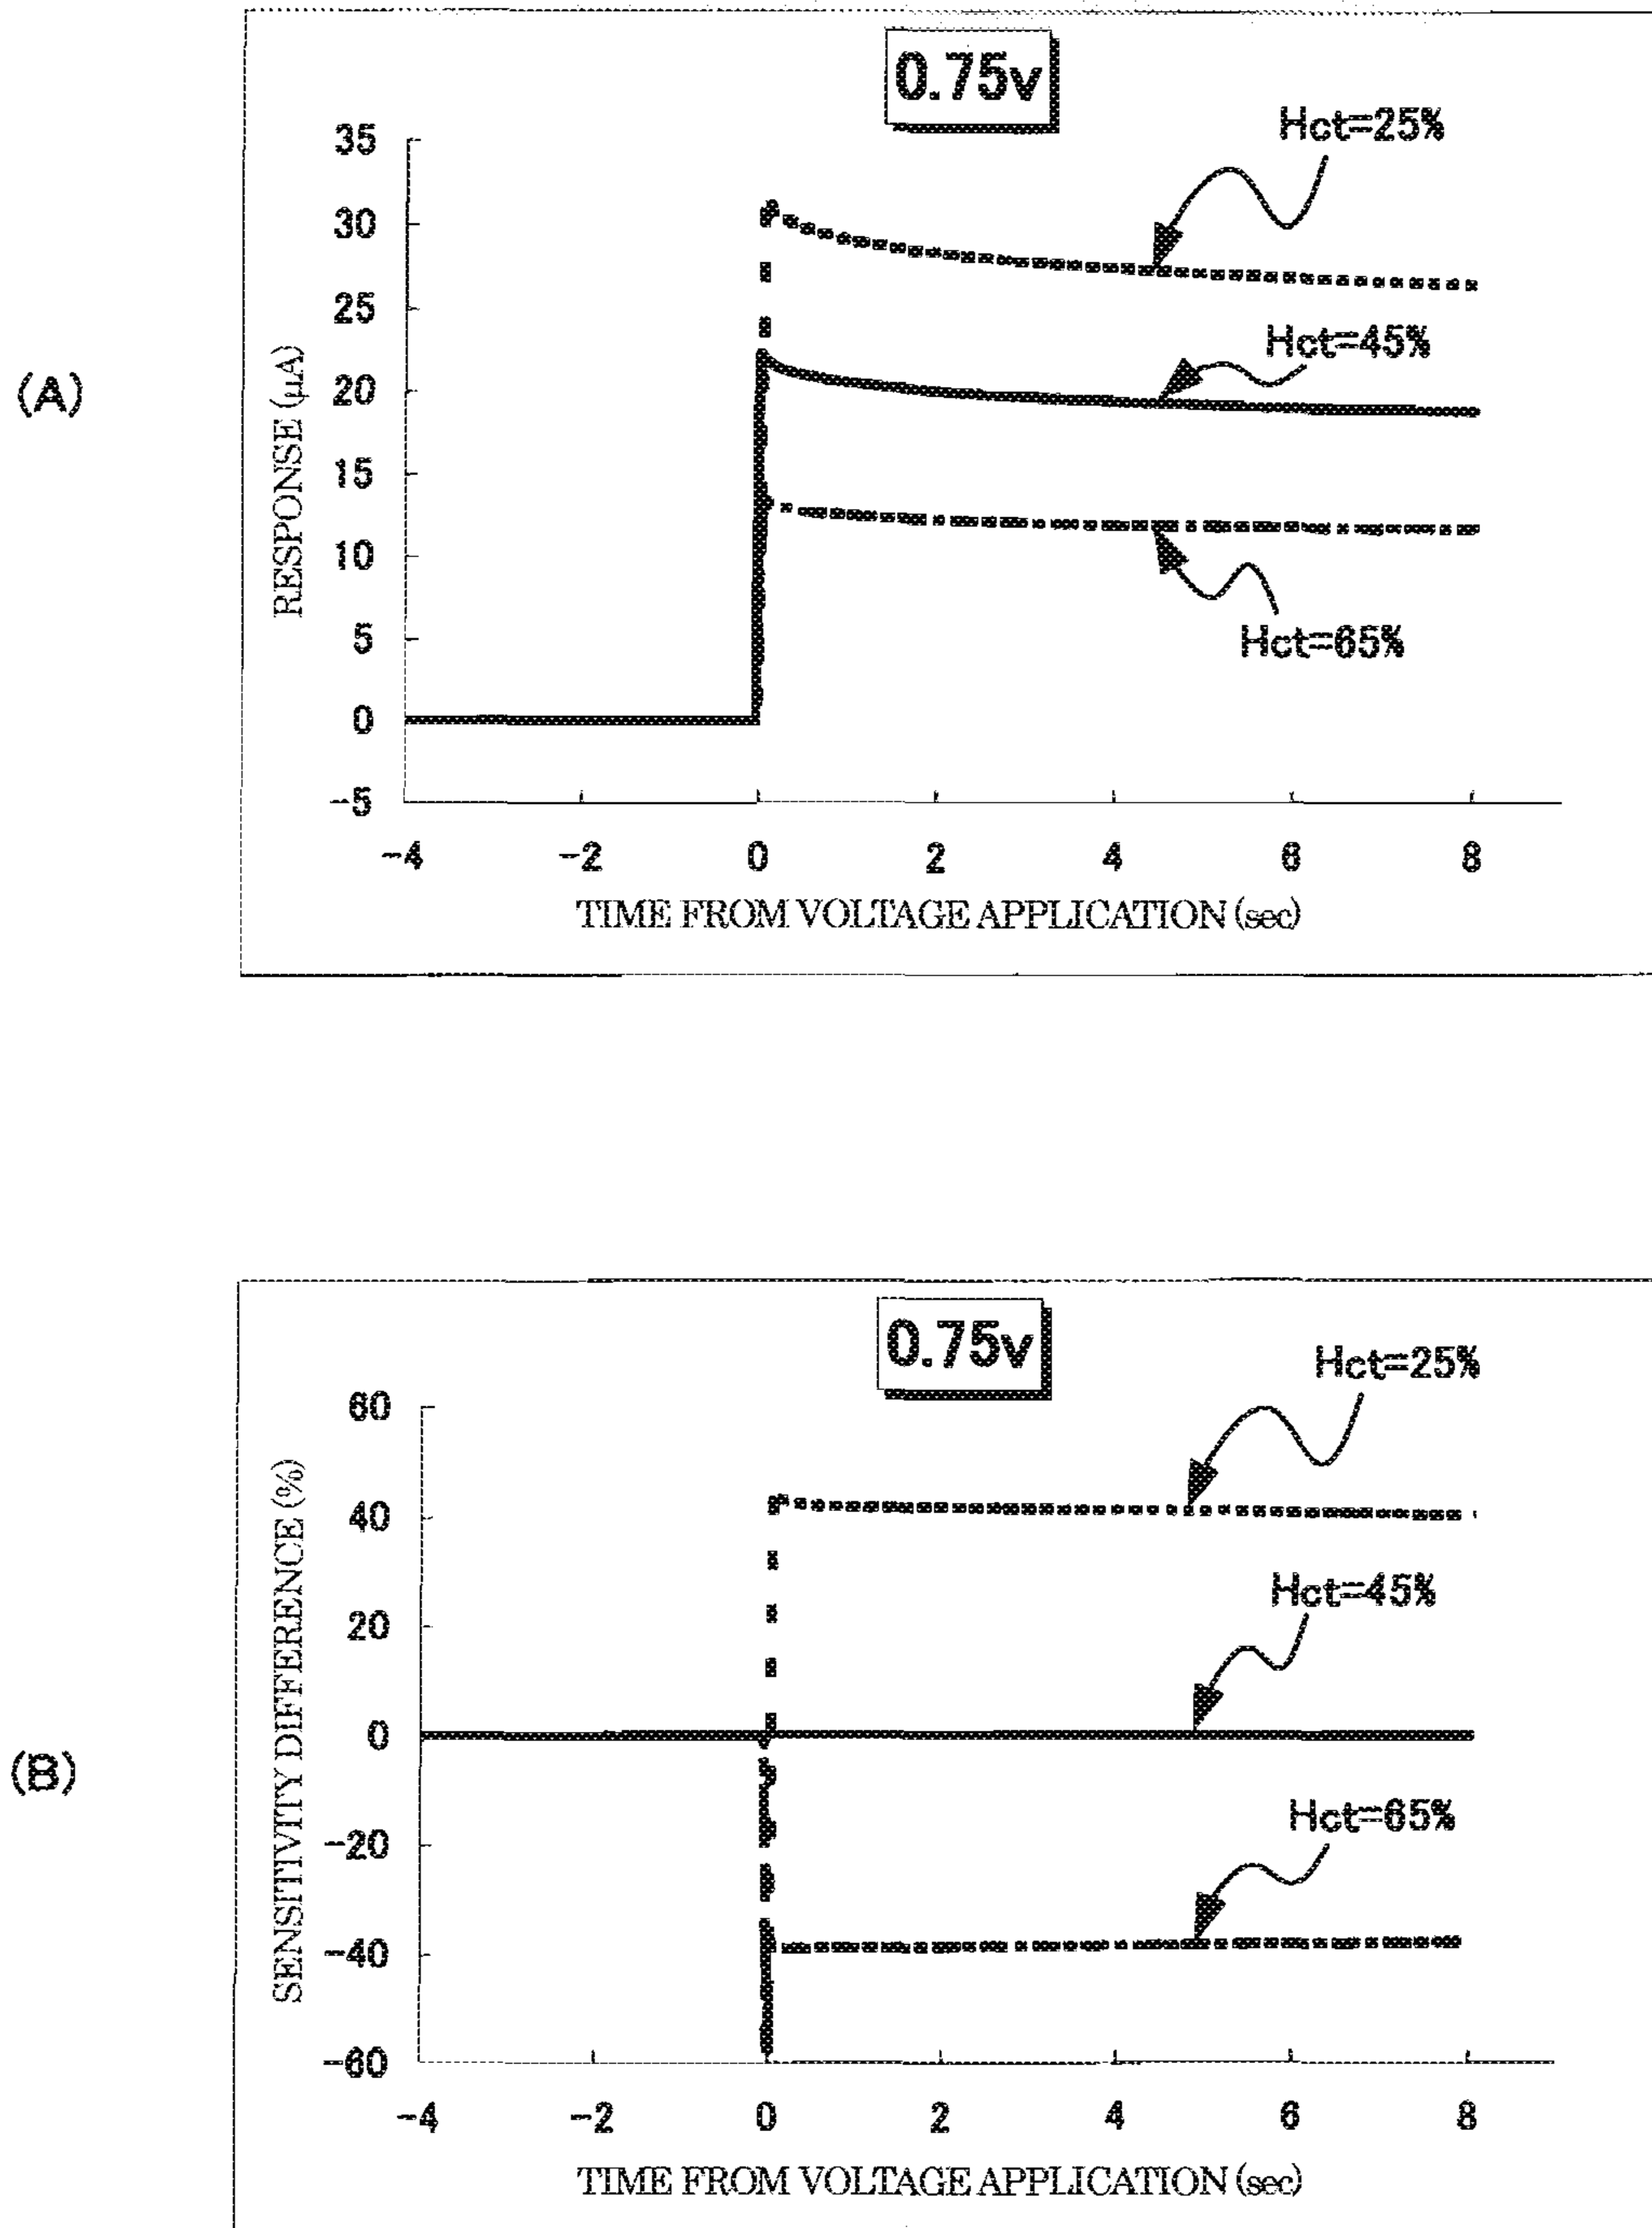 (A)
0.75v
Hct=25%
Hct=45%
Hct=65%
RESPONSE (μA)
35
30
25
20
15
10
5
0
-5
-4
-2
0
2
4
6
8
TIME FROM VOLTAGE APPLICATION (sec)
(B)
0.75v
Hct=25%
Hct=45%
Hct=65%
SENSITIVITY DIFFERENCE (%)
60
40
20
0
-20
-40
-60
-4
-2
0
2
4
6
8
TIME FROM VOLTAGE APPLICATION (sec)